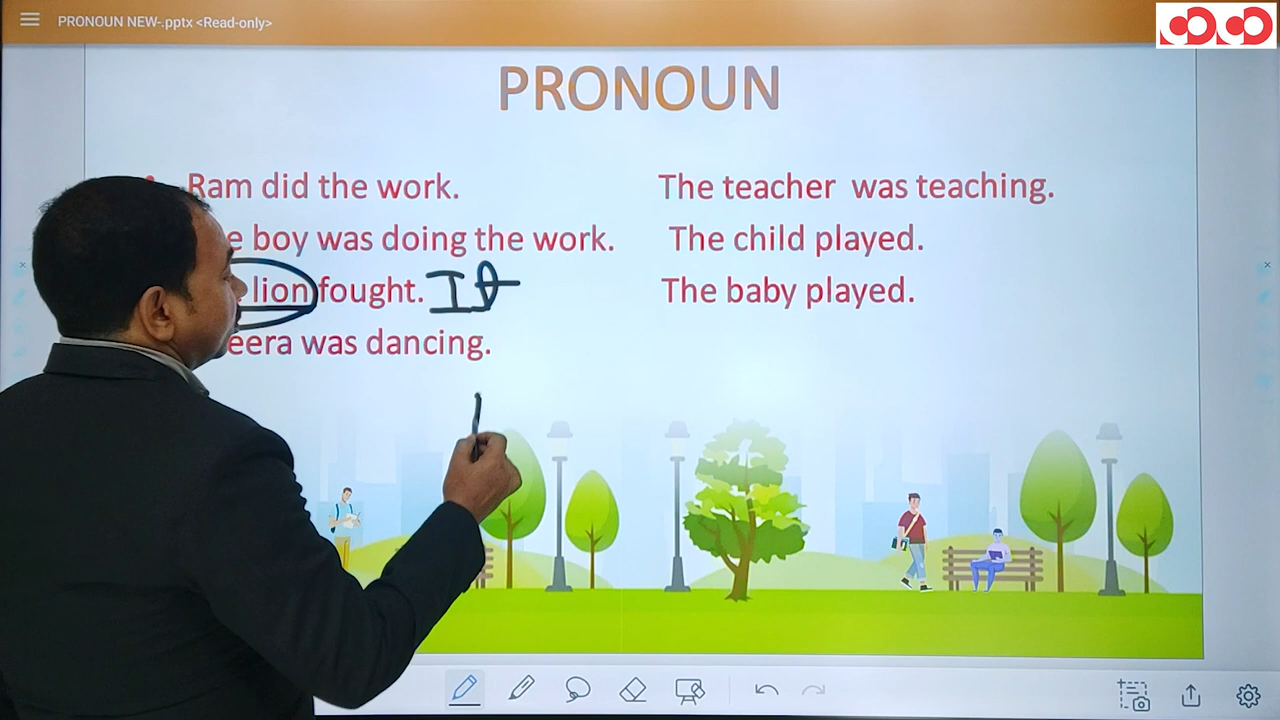 PRONOUN NEW-.pptx <Read-only>
PRONOUN
Ram did the work.
boy was doing the work.
lion fought. It
was dancing.
The teacher was teaching.
The child played.
The baby played.